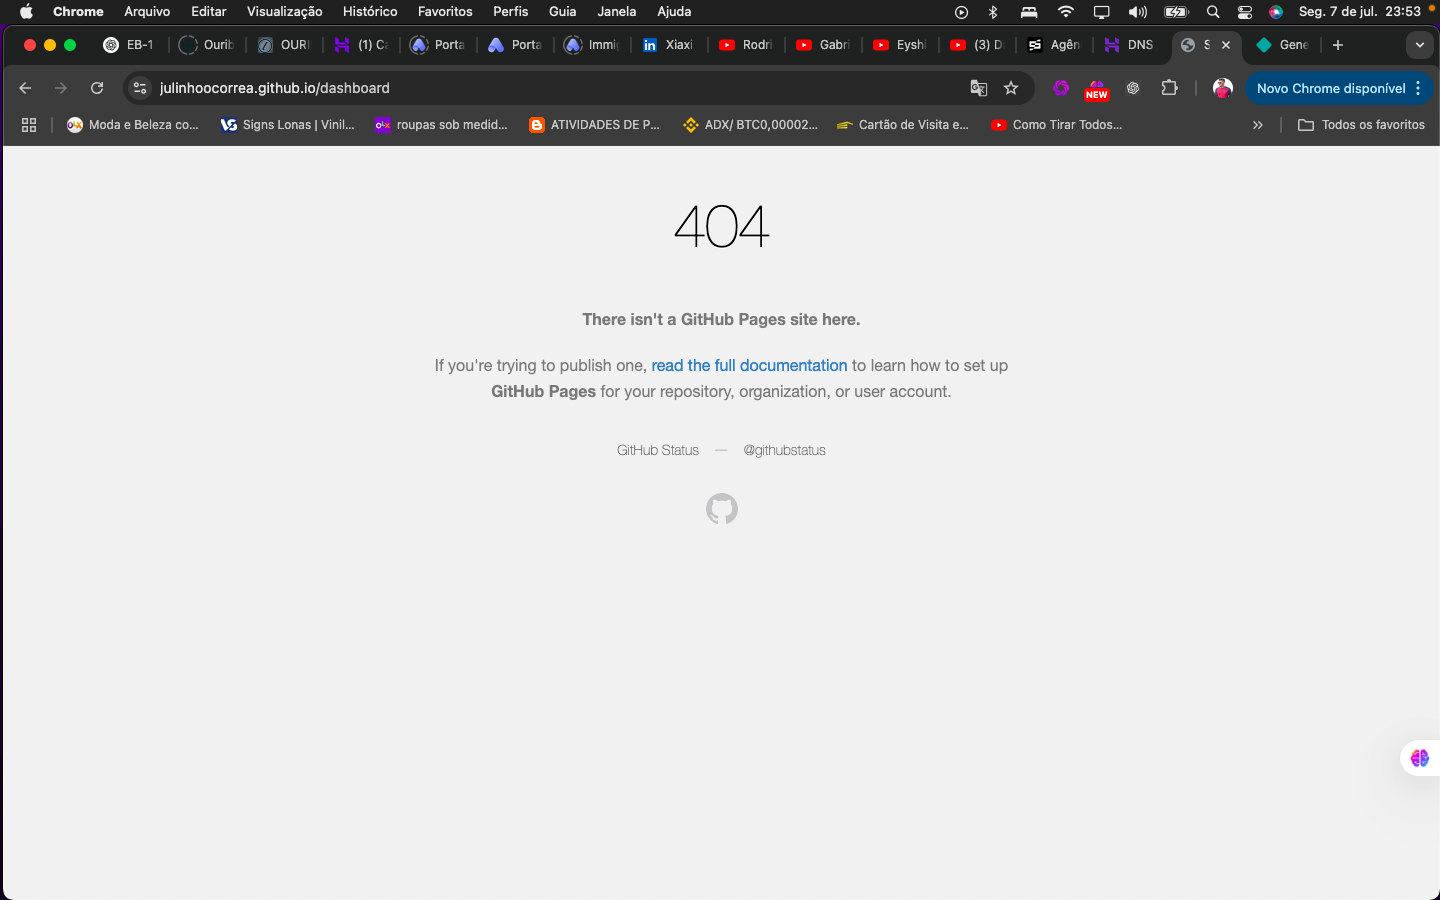 Chrome Arquivo Editar Visualização Histórico Favoritos Perfis Guia Janela Ajuda Seg. 7 de jul. 23:53
EB-1 Ourib OURI (1) Ca Porta Porta Immig Xiaxi Rodri Gabri Eyshi (3) D Agên DNS S Gene
julinhoocorrea.github.io/dashboard NEW Novo Chrome disponível
Moda e Beleza co... Signs Lonas | Vinil... roupas sob medid... ATIVIDADES DE P... ADX/ BTC0,00002... Cartão de Visita e... Como Tirar Todos... Todos os favoritos
404
There isn't a GitHub Pages site here.
If you're trying to publish one, read the full documentation to learn how to set up
GitHub Pages for your repository, organization, or user account.
GitHub Status — @githubstatus